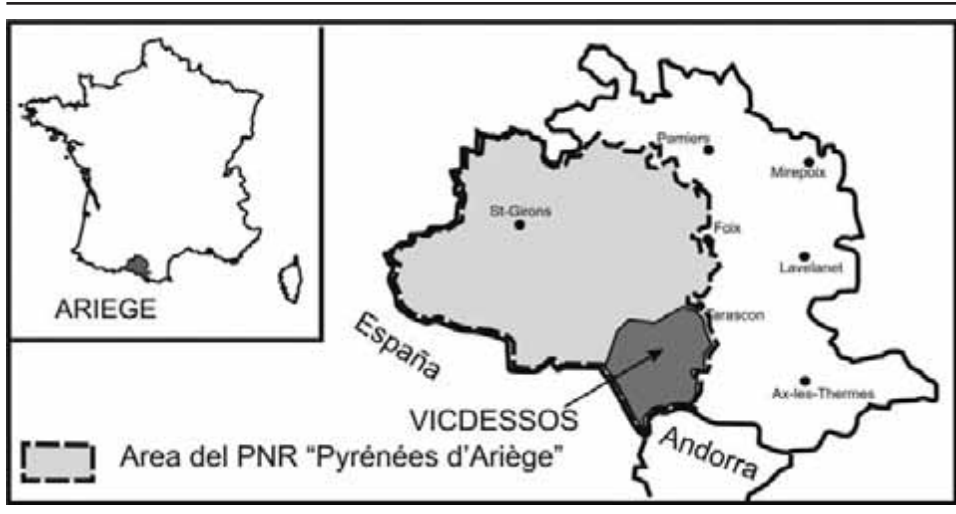 ARIEGE
Pamiers
Mirepoix
St-Girons
Foix
Lavelanet
España
Tarascon
Ax-les-Thermes
VICDESSOS
Andorra
Area del PNR “Pyrénées d’Ariège”